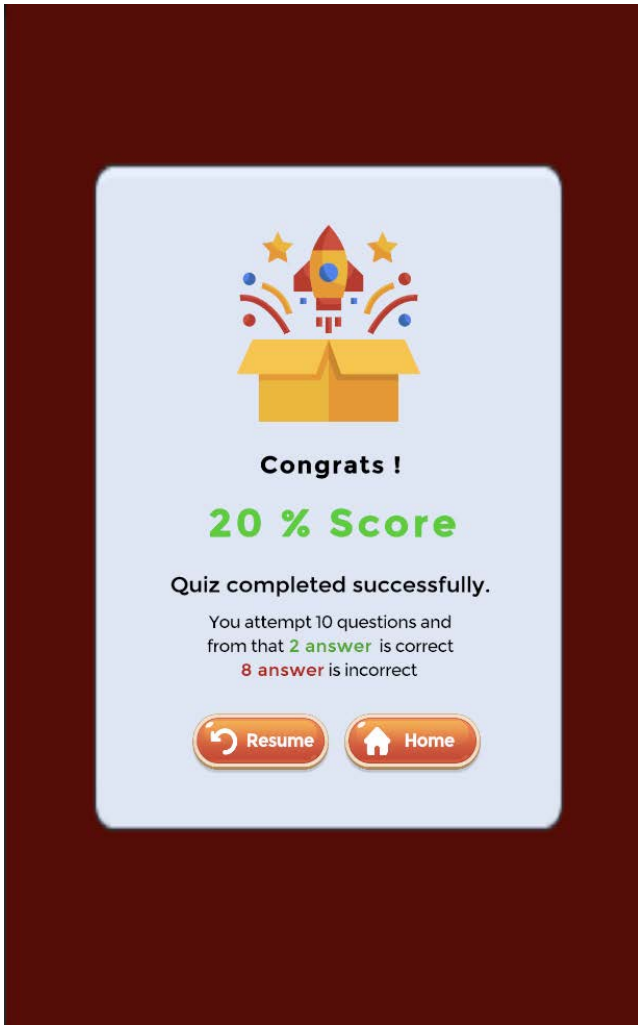 Congrats !
20 % Score
Quiz completed successfully.
You attempt 10 questions and
from that 2 answer is correct
8 answer is incorrect
Resume
Home